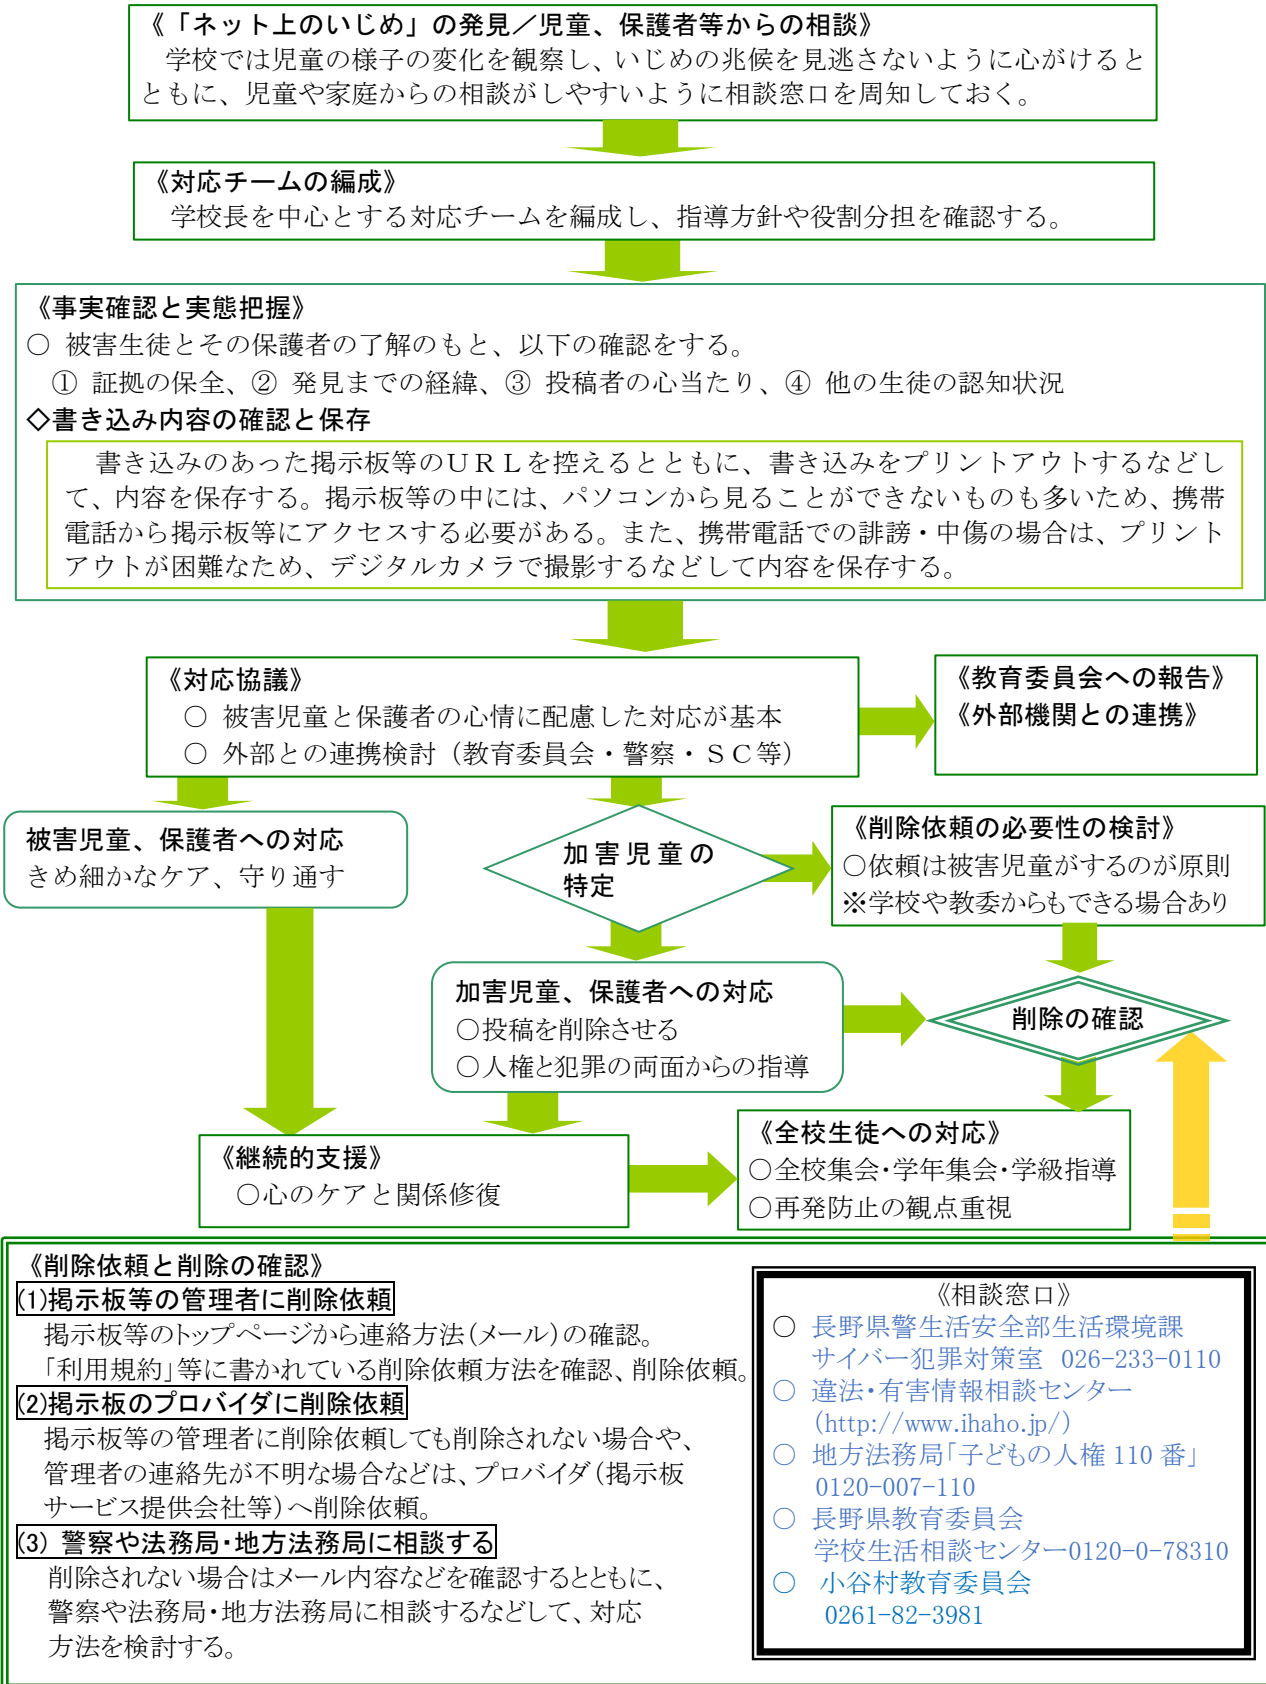 《「ネット上のいじめ」の発見／児童、保護者等からの相談》
学校では児童の様子の変化を観察し、いじめの兆候を見逃さないように心がけると
ともに、児童や家庭からの相談がしやすいように相談窓口を周知しておく。
《対応チームの編成》
学校長を中心とする対応チームを編成し、指導方針や役割分担を確認する。
《事実確認と実態把握》
○ 被害生徒とその保護者の了解のもと、以下の確認をする。
① 証拠の保全、② 発見までの経緯、③ 投稿者の心当たり、④ 他の生徒の認知状況
◇書き込み内容の確認と保存
書き込みのあった掲示板等のＵＲＬを控えるとともに、書き込みをプリントアウトするなどし
て、内容を保存する。掲示板等の中には、パソコンから見ることができないものも多いため、携帯
電話から掲示板等にアクセスする必要がある。また、携帯電話での誹謗・中傷の場合は、プリント
アウトが困難なため、デジタルカメラで撮影するなどして内容を保存する。
《対応協議》
○ 被害児童と保護者の心情に配慮した対応が基本
○ 外部との連携検討（教育委員会・警察・ＳＣ等）
《教育委員会への報告》
《外部機関との連携》
被害児童、保護者への対応
きめ細かなケア、守り通す
加害児童の
特定
《削除依頼の必要性の検討》
○依頼は被害児童がするのが原則
※学校や教委からもできる場合あり
加害児童、保護者への対応
○投稿を削除させる
○人権と犯罪の両面からの指導
削除の確認
《継続的支援》
○心のケアと関係修復
《全校生徒への対応》
○全校集会・学年集会・学級指導
○再発防止の観点重視
《削除依頼と削除の確認》
(1)掲示板等の管理者に削除依頼
掲示板等のトップページから連絡方法（メール）の確認。
「利用規約」等に書かれている削除依頼方法を確認、削除依頼。
(2)掲示板のプロバイダに削除依頼
掲示板等の管理者に削除依頼しても削除されない場合や、
管理者の連絡先が不明な場合などは、プロバイダ（掲示板
サービス提供会社等）へ削除依頼。
(3) 警察や法務局・地方法務局に相談する
削除されない場合はメール内容などを確認するとともに、
警察や法務局・地方法務局に相談するなどして、対応
方法を検討する。
《相談窓口》
○ 長野県警生活安全部生活環境課
サイバー犯罪対策室 026-233-0110
○ 違法・有害情報相談センター
(http://www.ihaho.jp/)
○ 地方法務局「子どもの人権 110 番」
0120-007-110
○ 長野県教育委員会
学校生活相談センター0120-0-78310
○ 小谷村教育委員会
0261-82-3981